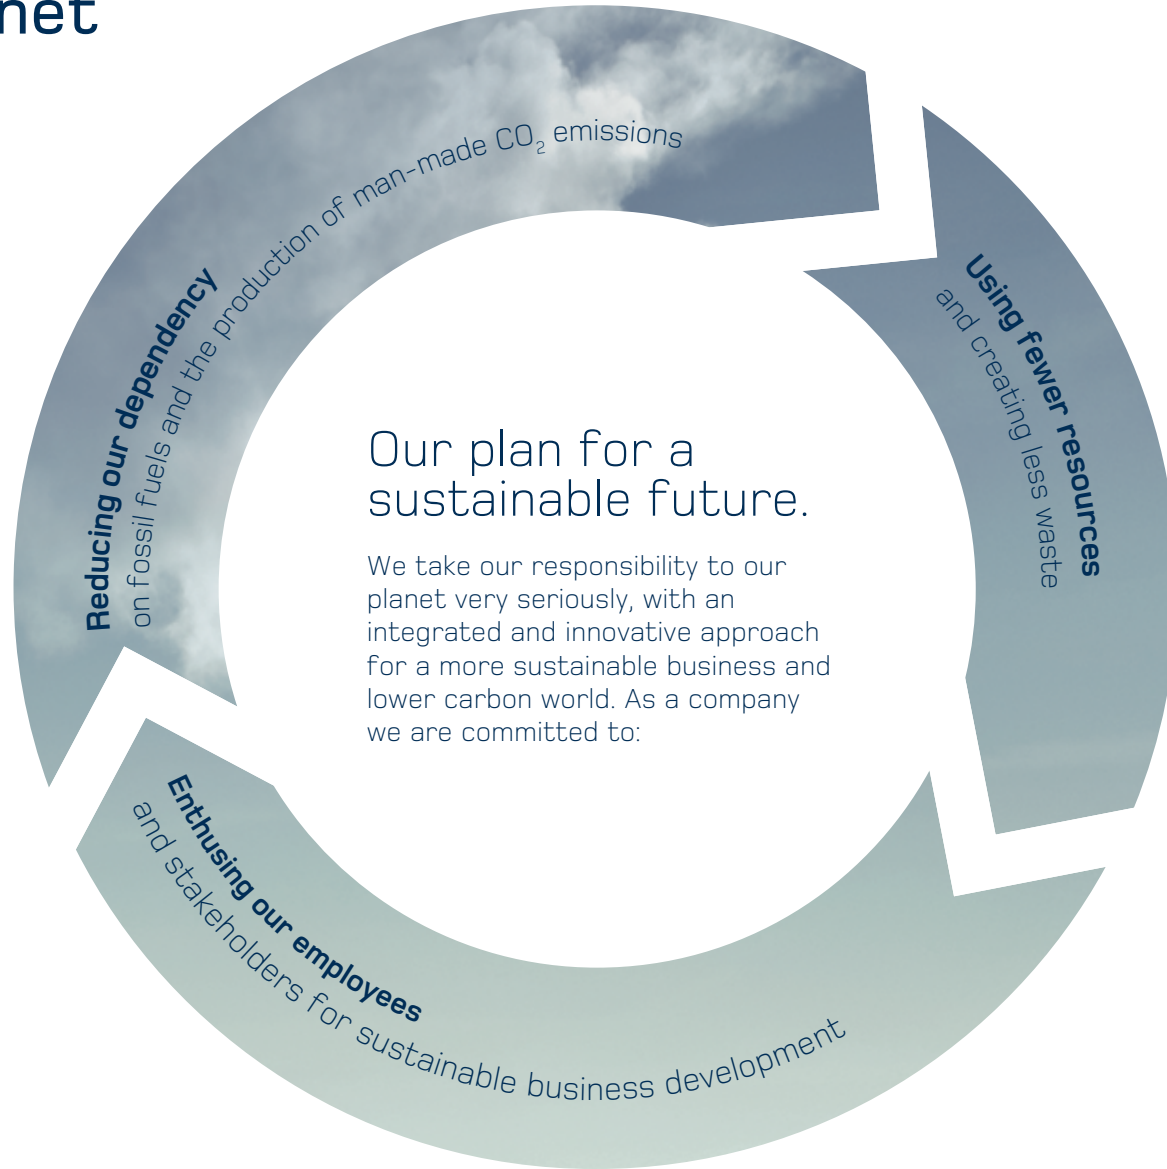 net
Reducing our dependency
on fossil fuels and the production of man-made CO₂ emissions
Using fewer resources
and creating less waste
Our plan for a
sustainable future.
We take our responsibility to our
planet very seriously, with an
integrated and innovative approach
for a more sustainable business and
lower carbon world. As a company
we are committed to:
Enthusing our employees
and stakeholders for sustainable business development